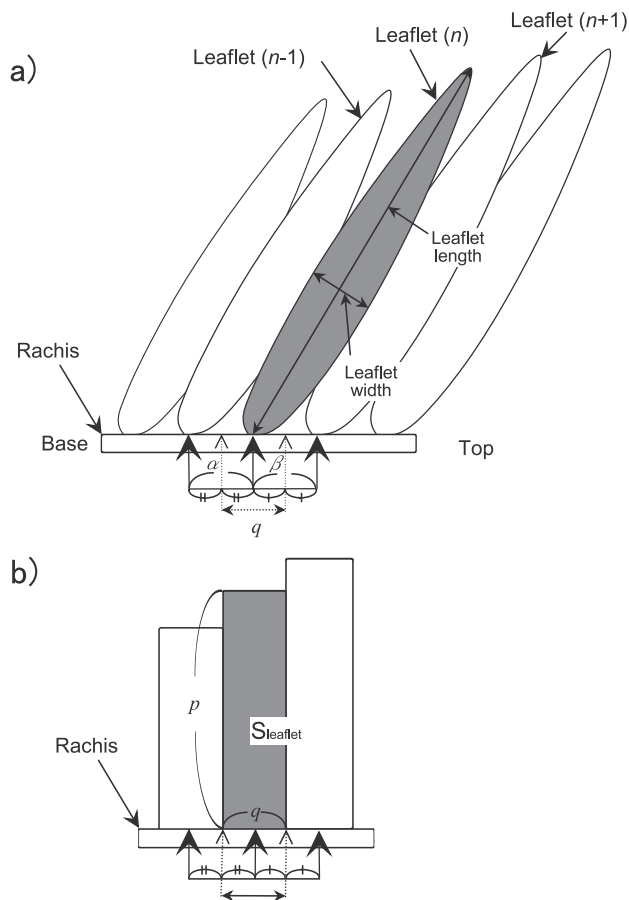 a)
Leaflet (n-1)
Leaflet (n)
Leaflet (n+1)
Leaflet
length
Leaflet
width
Rachis
Base
Top
α
β
q
b)
p
Sleaflet
Rachis
q